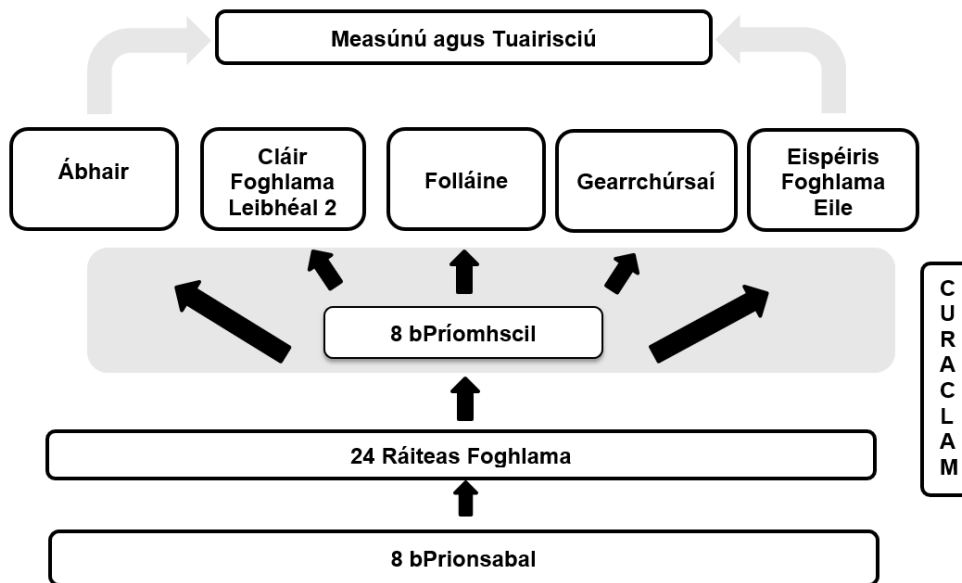 Measúnú agus Tuairisciú
Ábhair
Cláir
Foghlama
Leibhéal 2
Folláine
Gearrchúrsaí
Eispéiris
Foghlama
Eile
8 bPríomhscil
24 Ráiteas Foghlama
8 bPrionsabal
C
U
R
A
C
L
A
M